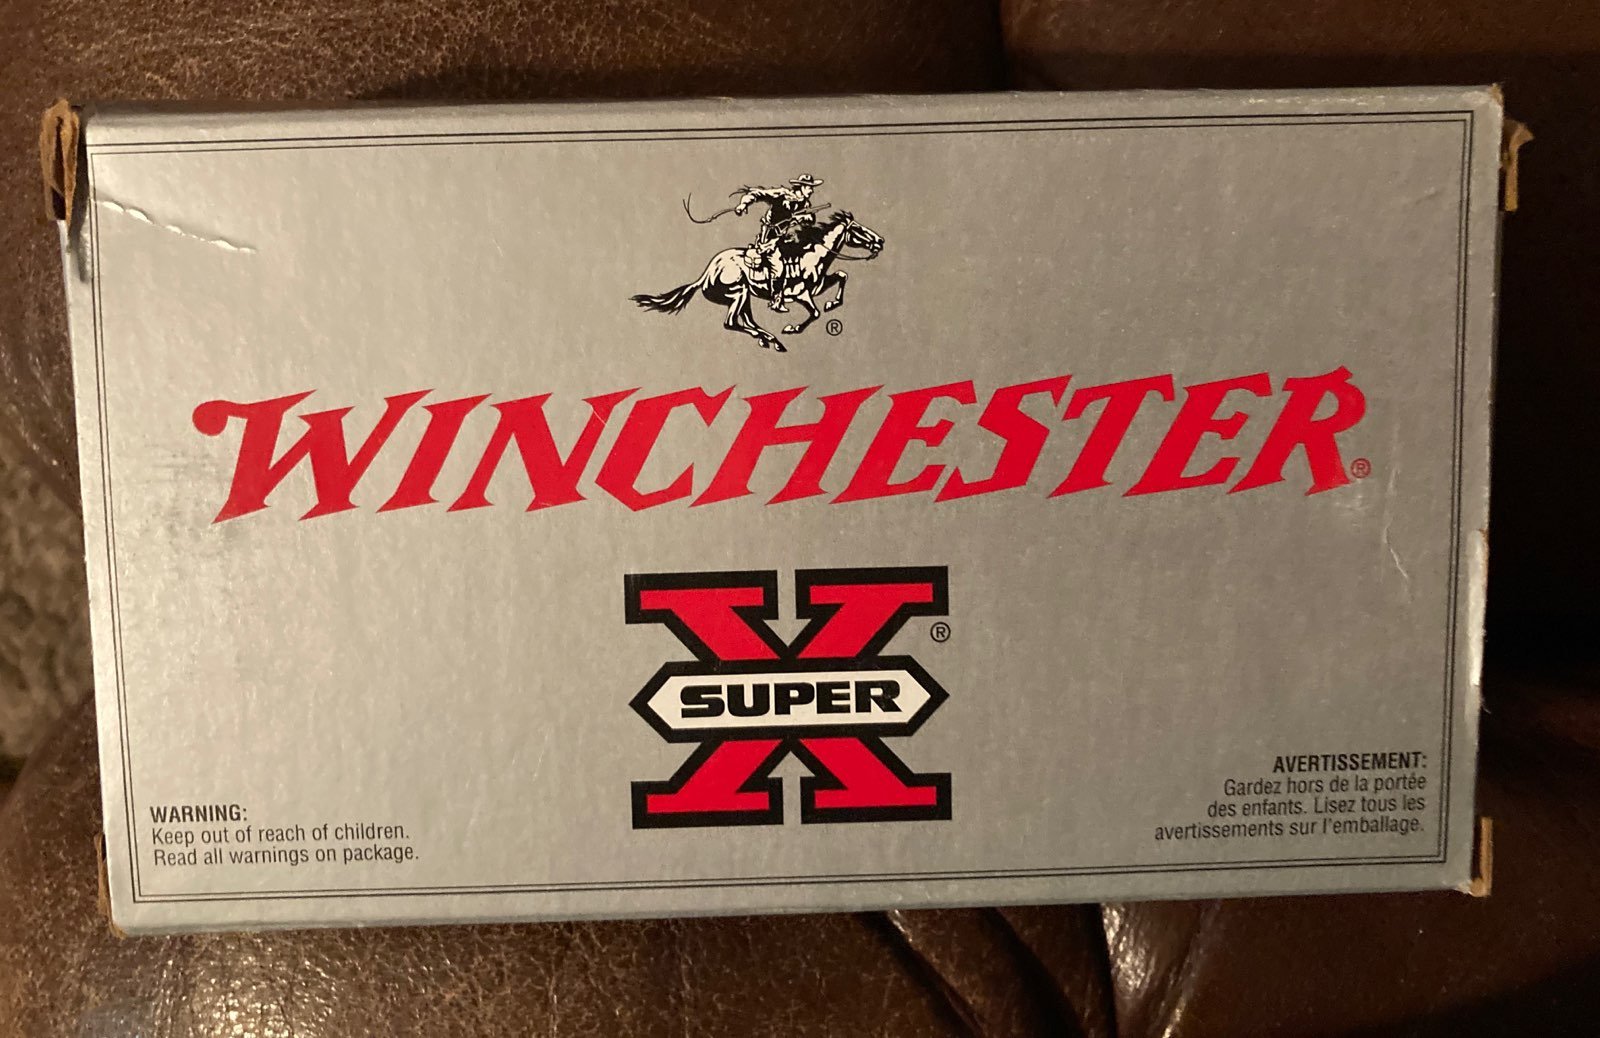 ®
WINCHESTER®
X®
SUPER
WARNING:
Keep out of reach of children.
Read all warnings on package.
AVERTISSEMENT:
Gardez hors de la portée
des enfants. Lisez tous les
avertissements sur l'emballage.